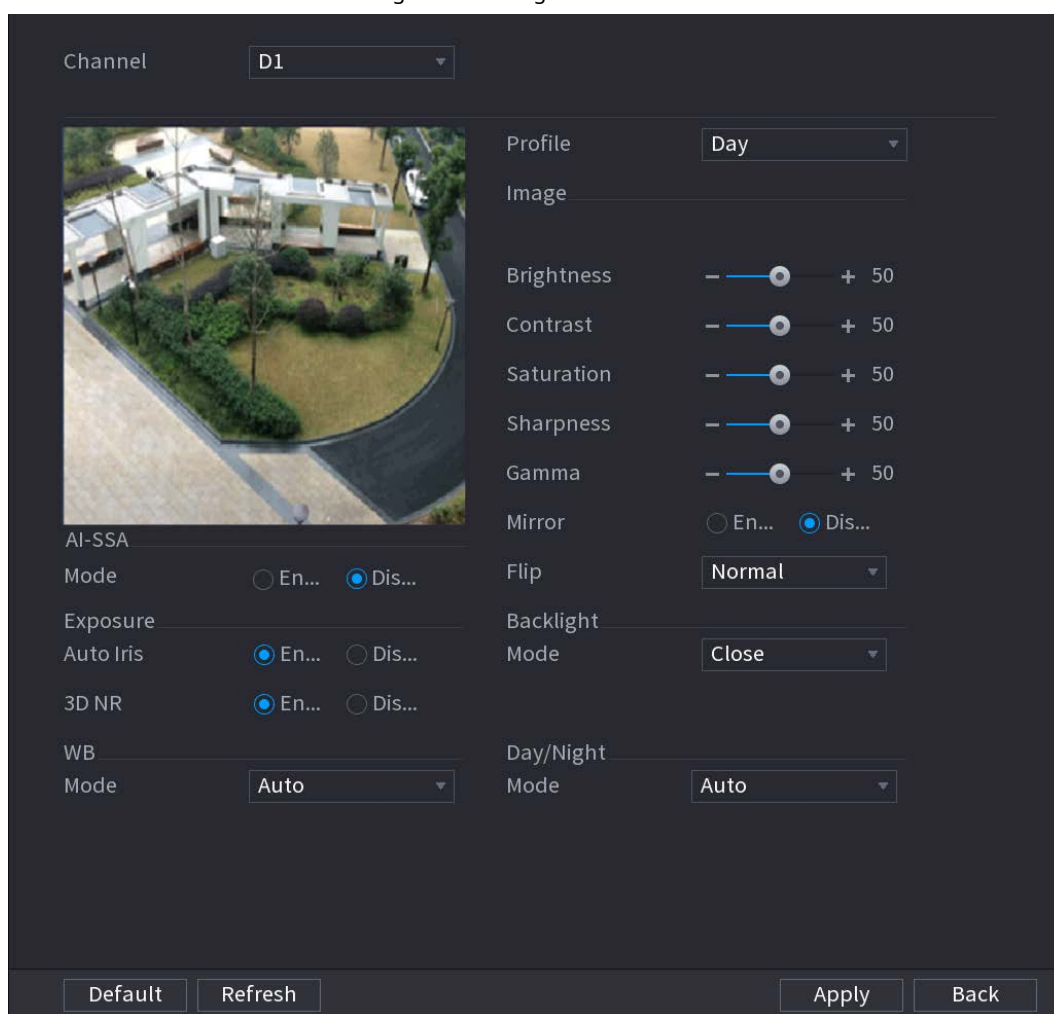 Channel D1
Profile Day
Image
Brightness - + 50
Contrast - + 50
Saturation - + 50
Sharpness - + 50
Gamma - + 50
Mirror En... Dis...
Flip Normal
Backlight
Mode Close
AI-SSA
Mode En... Dis...
Exposure
Auto Iris En... Dis...
3D NR En... Dis...
WB
Mode Auto
Day/Night
Mode Auto
Default Refresh Apply Back